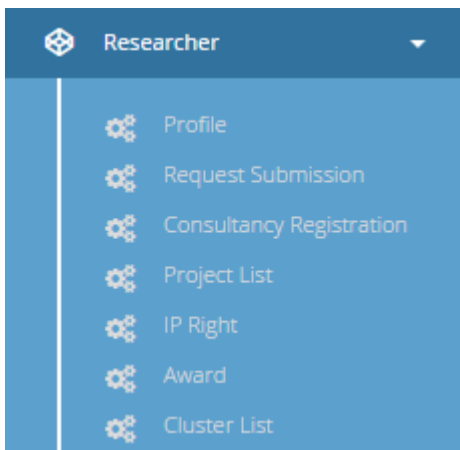 Researcher
Profile
Request Submission
Consultancy Registration
Project List
IP Right
Award
Cluster List